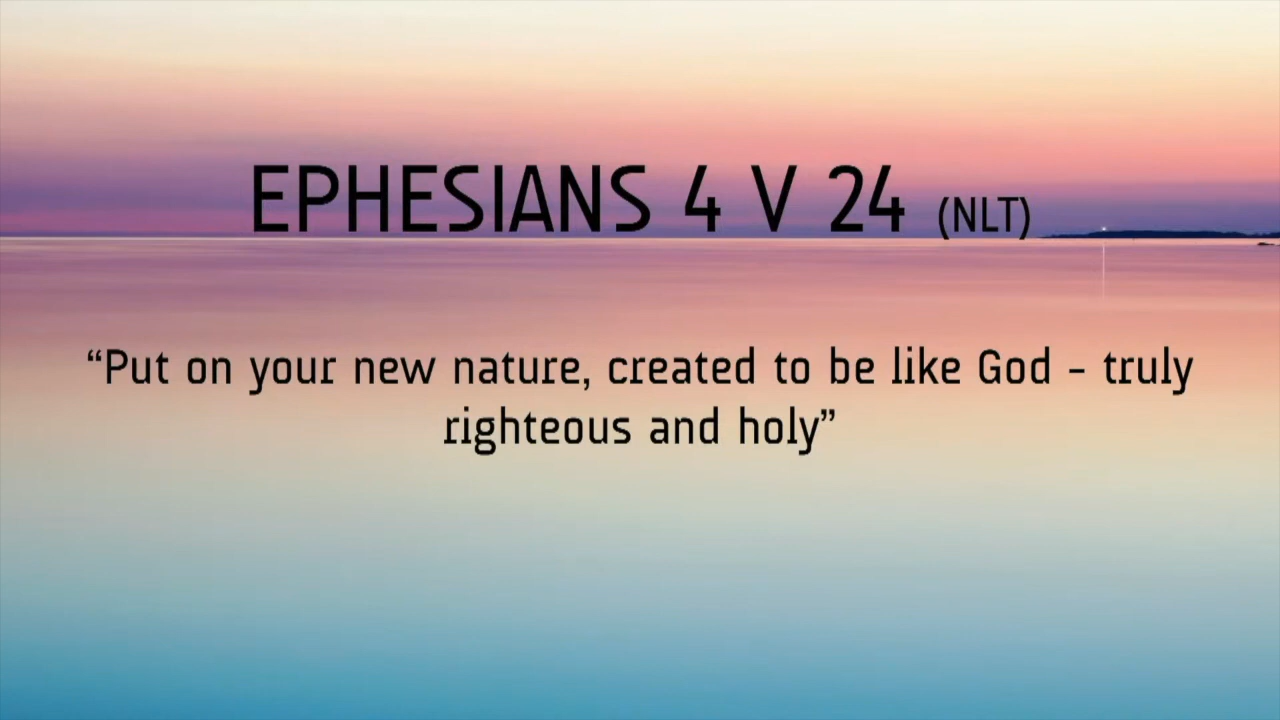 EPHESIANS 4 V 24 (NLT)
“Put on your new nature, created to be like God - truly
righteous and holy”